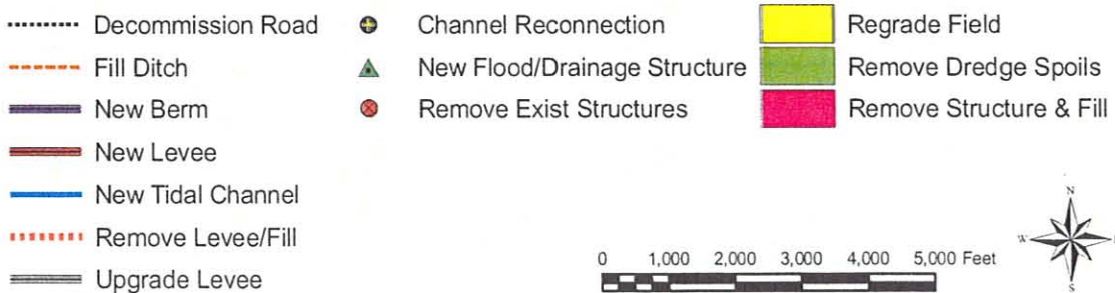 Decommission Road
Fill Ditch
New Berm
New Levee
New Tidal Channel
Remove Levee/Fill
Upgrade Levee
Channel Reconnection
New Flood/Drainage Structure
Remove Exist Structures
Regrade Field
Remove Dredge Spoils
Remove Structure & Fill
0 1,000 2,000 3,000 4,000 5,000 Feet
N
W
S